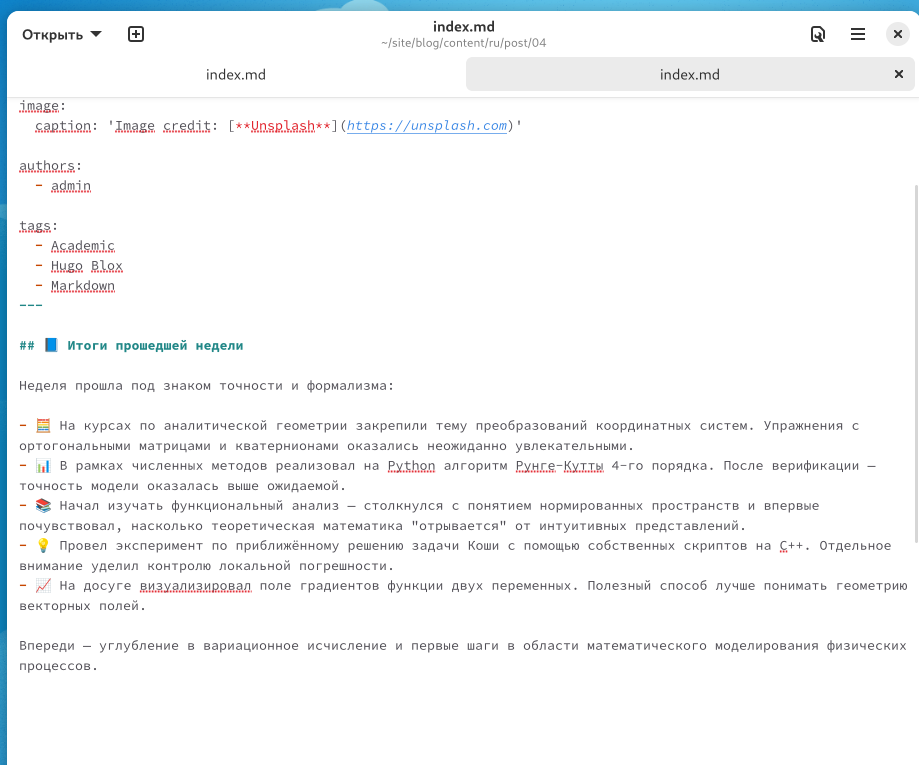 Открыть
index.md
~/site/blog/content/ru/post/04
index.md
index.md
image:
caption: 'Image credit: [**Unsplash**](https://unsplash.com)'
authors:
- admin
tags:
- Academic
- Hugo Blox
- Markdown
---
## 📘 Итоги прошедшей недели
Неделя прошла под знаком точности и формализма:
- 🧮 На курсах по аналитической геометрии закрепили тему преобразований координатных систем. Упражнения с
ортогональными матрицами и кватернионами оказались неожиданно увлекательными.
- 📊 В рамках численных методов реализовал на Python алгоритм Рунге-Кутты 4-го порядка. После верификации —
точность модели оказалась выше ожидаемой.
- 📚 Начал изучать функциональный анализ — столкнулся с понятием нормированных пространств и впервые
почувствовал, насколько теоретическая математика "отрывается" от интуитивных представлений.
- 💡 Провел эксперимент по приближённому решению задачи Коши с помощью собственных скриптов на C++. Отдельное
внимание уделил контролю локальной погрешности.
- 📈 На досуге визуализировал поле градиентов функции двух переменных. Полезный способ лучше понимать геометрию
векторных полей.
Впереди — углубление в вариационное исчисление и первые шаги в области математического моделирования физических
процессов.